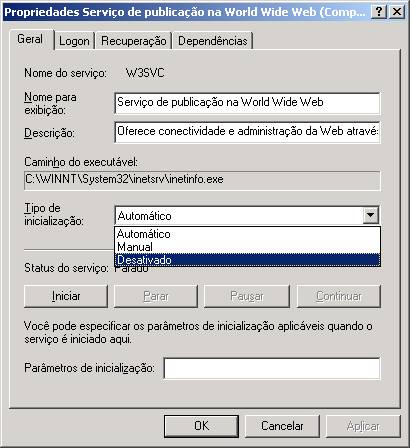 Propriedades Serviço de publicação na World Wide Web (Comp...
Geral Logon Recuperação Dependências
Nome do serviço: W3SVC
Nome para exibição: Serviço de publicação na World Wide Web
Descrição: Oferece conectividade e administração da Web através
Caminho do executável:
C:\WINNT\System32\inetsrv\inetinfo.exe
Tipo de inicialização: Automático
Automático
Manual
Desativado
Status do serviço: Parado
Iniciar Parar Pausar Continuar
Você pode especificar os parâmetros de inicialização aplicáveis quando o
serviço é iniciado aqui.
Parâmetros de inicialização:
OK Cancelar Aplicar